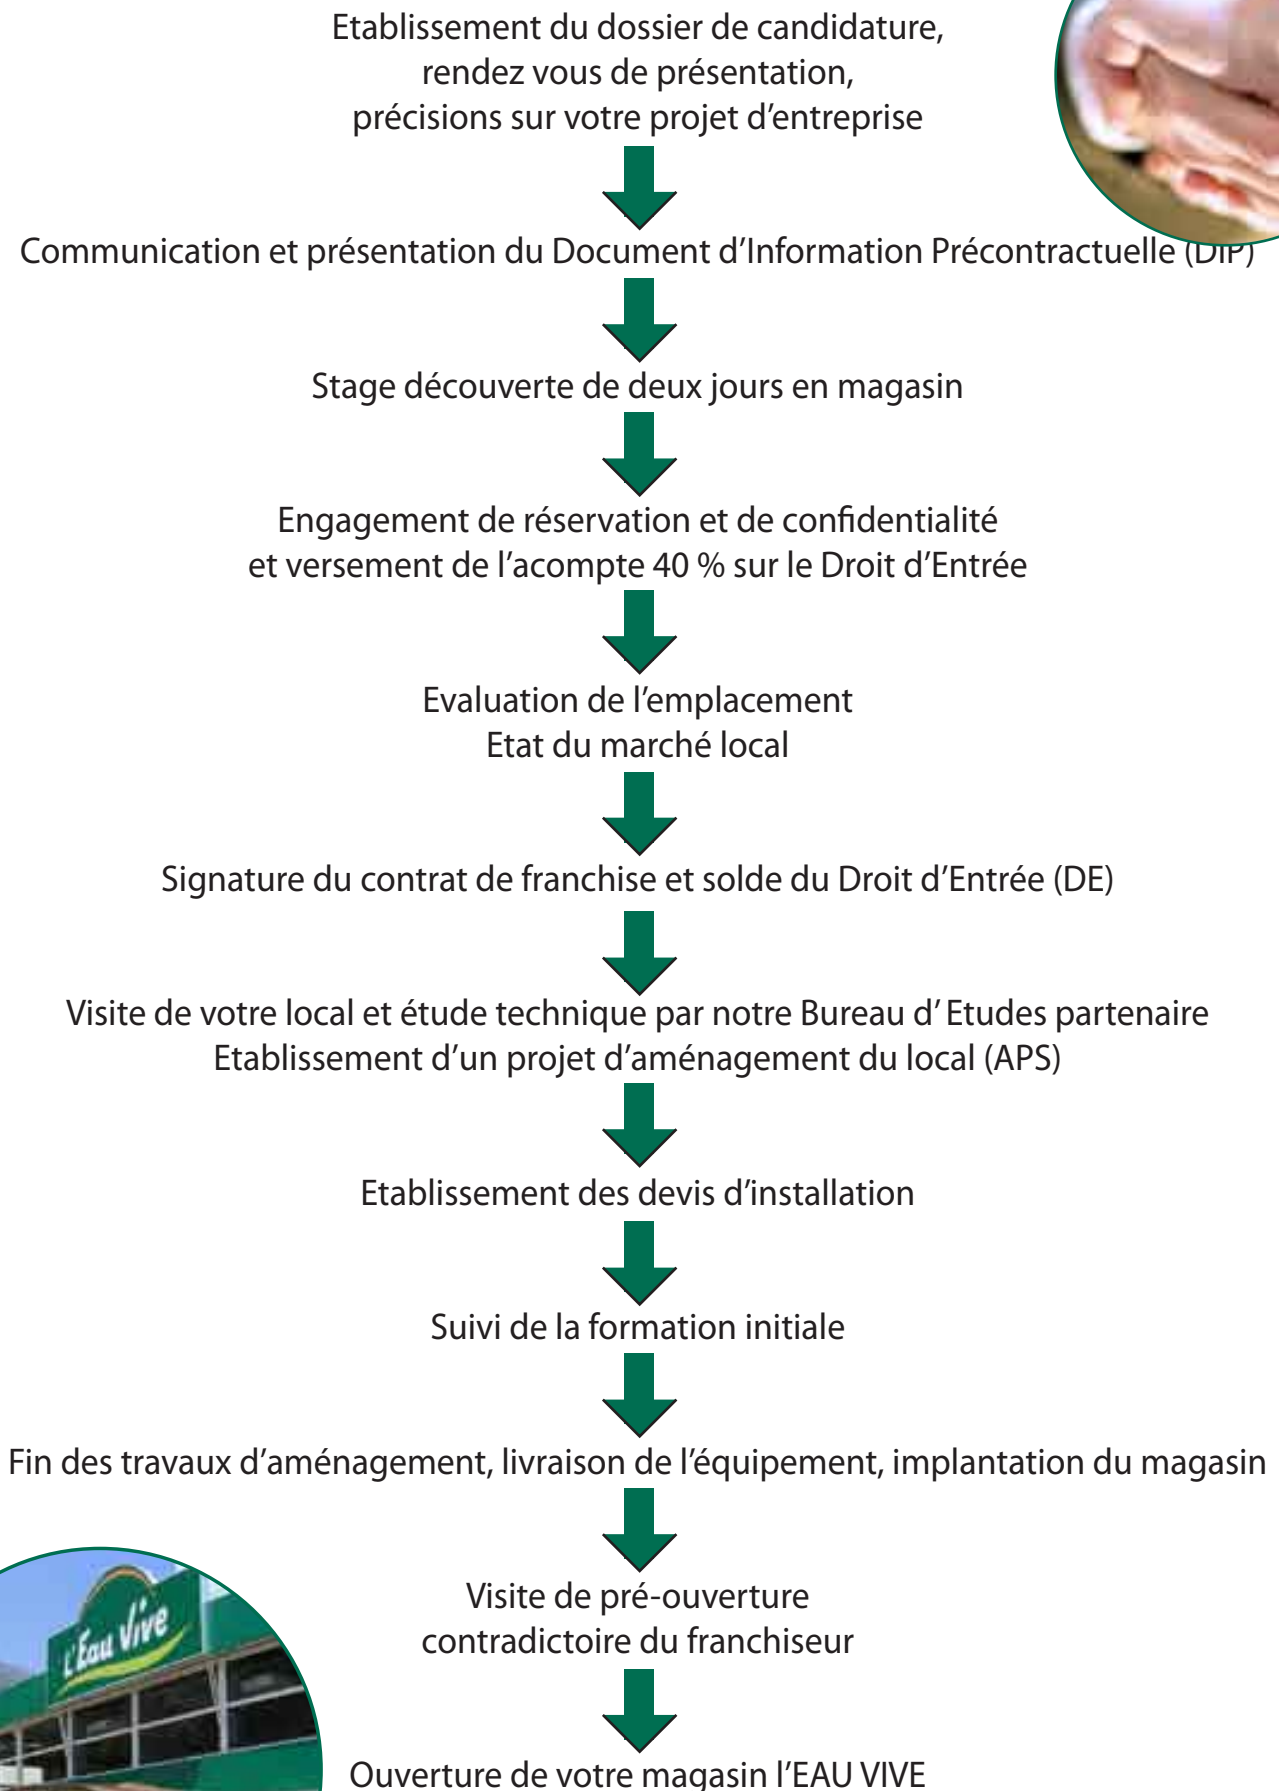 Etablissement du dossier de candidature,
rendez vous de présentation,
précisions sur votre projet d'entreprise
Communication et présentation du Document d'Information Précontractuelle (DIP)
Stage découverte de deux jours en magasin
Engagement de réservation et de confidentialité
et versement de l'acompte 40 % sur le Droit d'Entrée
Evaluation de l'emplacement
Etat du marché local
Signature du contrat de franchise et solde du Droit d'Entrée (DE)
Visite de votre local et étude technique par notre Bureau d' Etudes partenaire
Etablissement d'un projet d'aménagement du local (APS)
Etablissement des devis d'installation
Suivi de la formation initiale
Fin des travaux d'aménagement, livraison de l'équipement, implantation du magasin
Visite de pré-ouverture
contradictoire du franchiseur
L'Eau Vive
Ouverture de votre magasin l'EAU VIVE